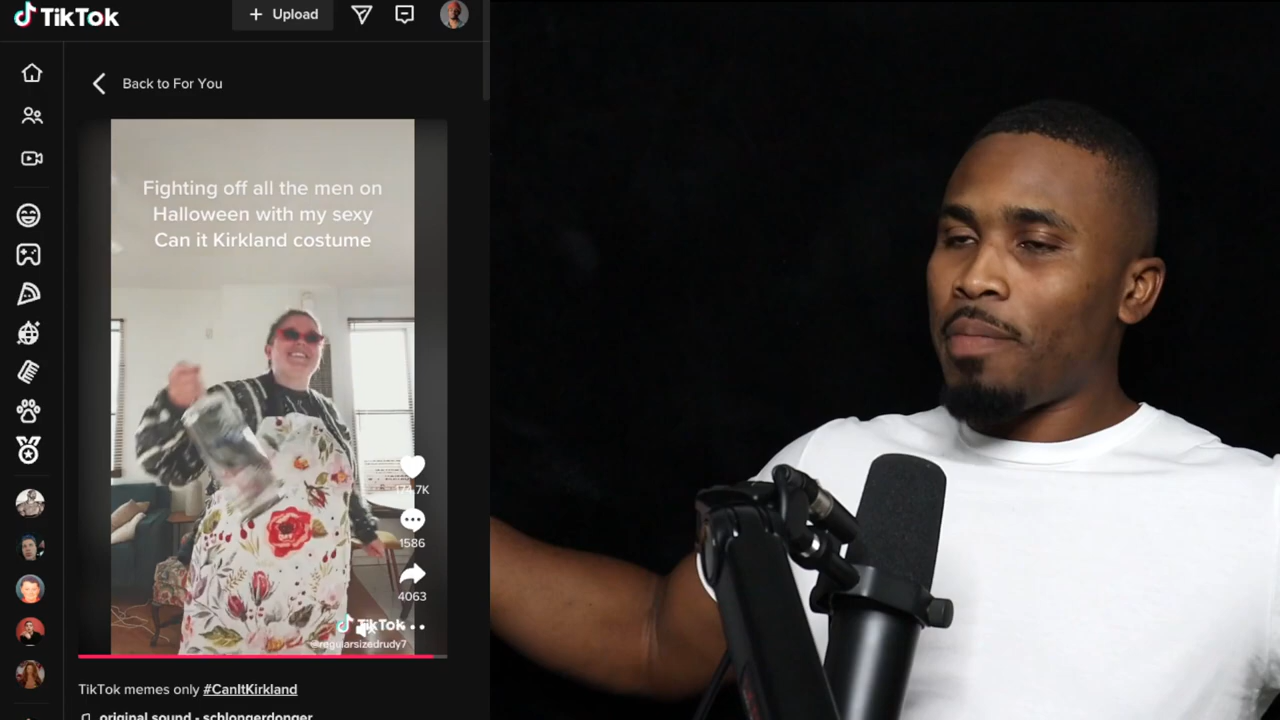 TikTok
+ Upload
Back to For You
Fighting off all the men on
Halloween with my sexy
Can it Kirkland costume
1586
4063
TikTok
@regularsizedrudy7
TikTok memes only #CanItKirkland
original sound - schlongerdonger